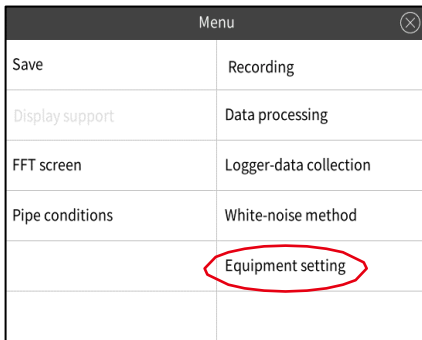 Menu
Save
Recording
Display support
Data processing
FFT screen
Logger-data collection
Pipe conditions
White-noise method
Equipment setting